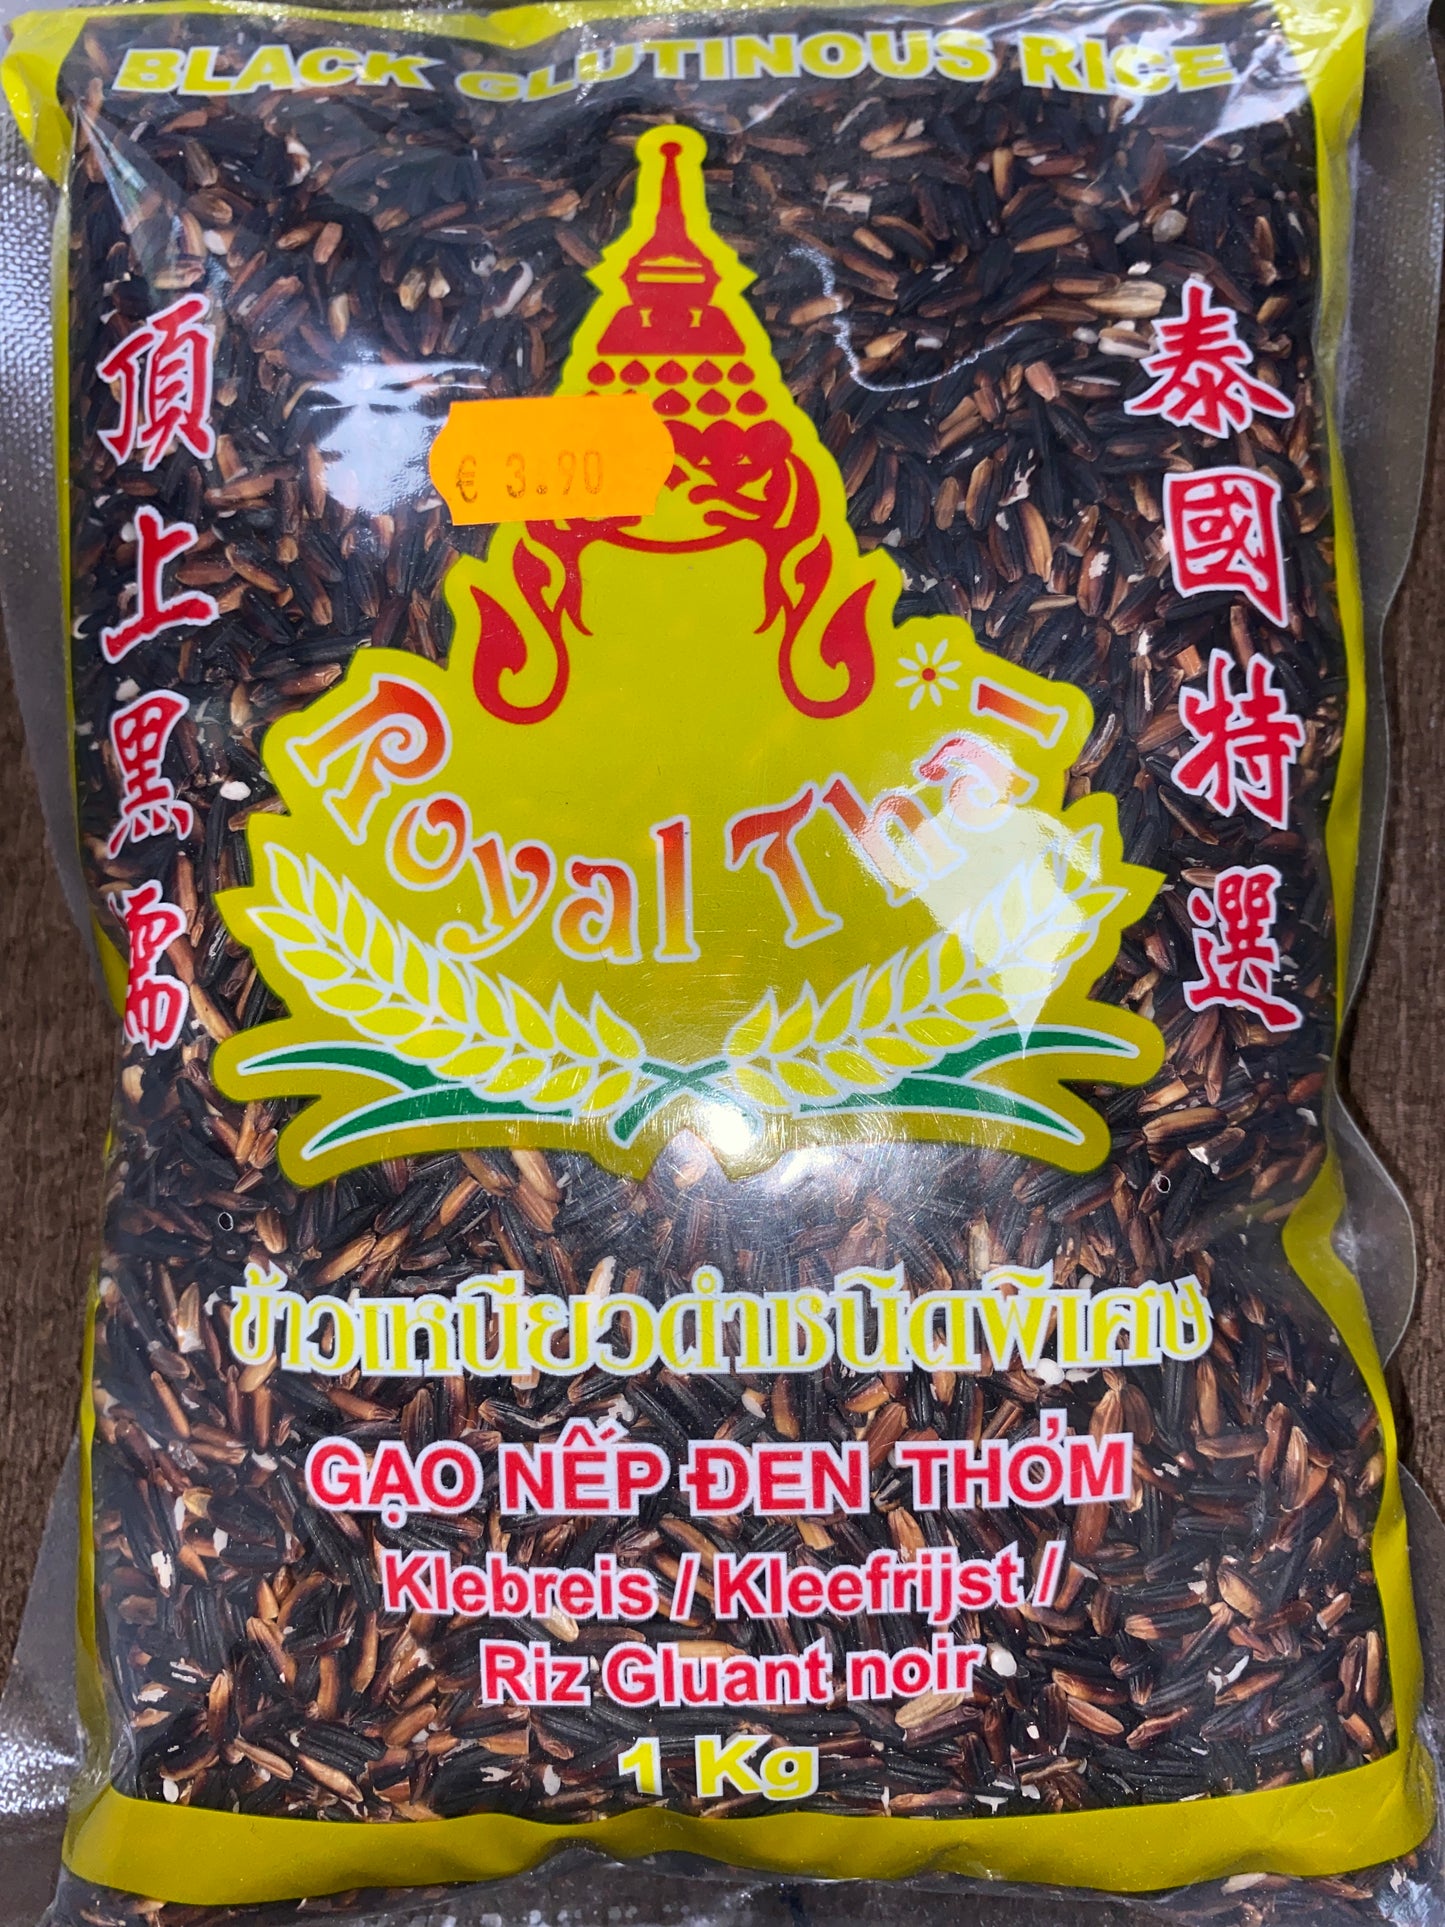 BLACK GLUTINOUS RICE
頂上黑
泰國特選
€ 3.90
Royal Thai
ข้าวเหนียวดำชนิดพิเศษ
GẠO NẾP ĐEN THỞM
Klebreis / Kleefrijst /
Riz Gluant noir
1 Kg